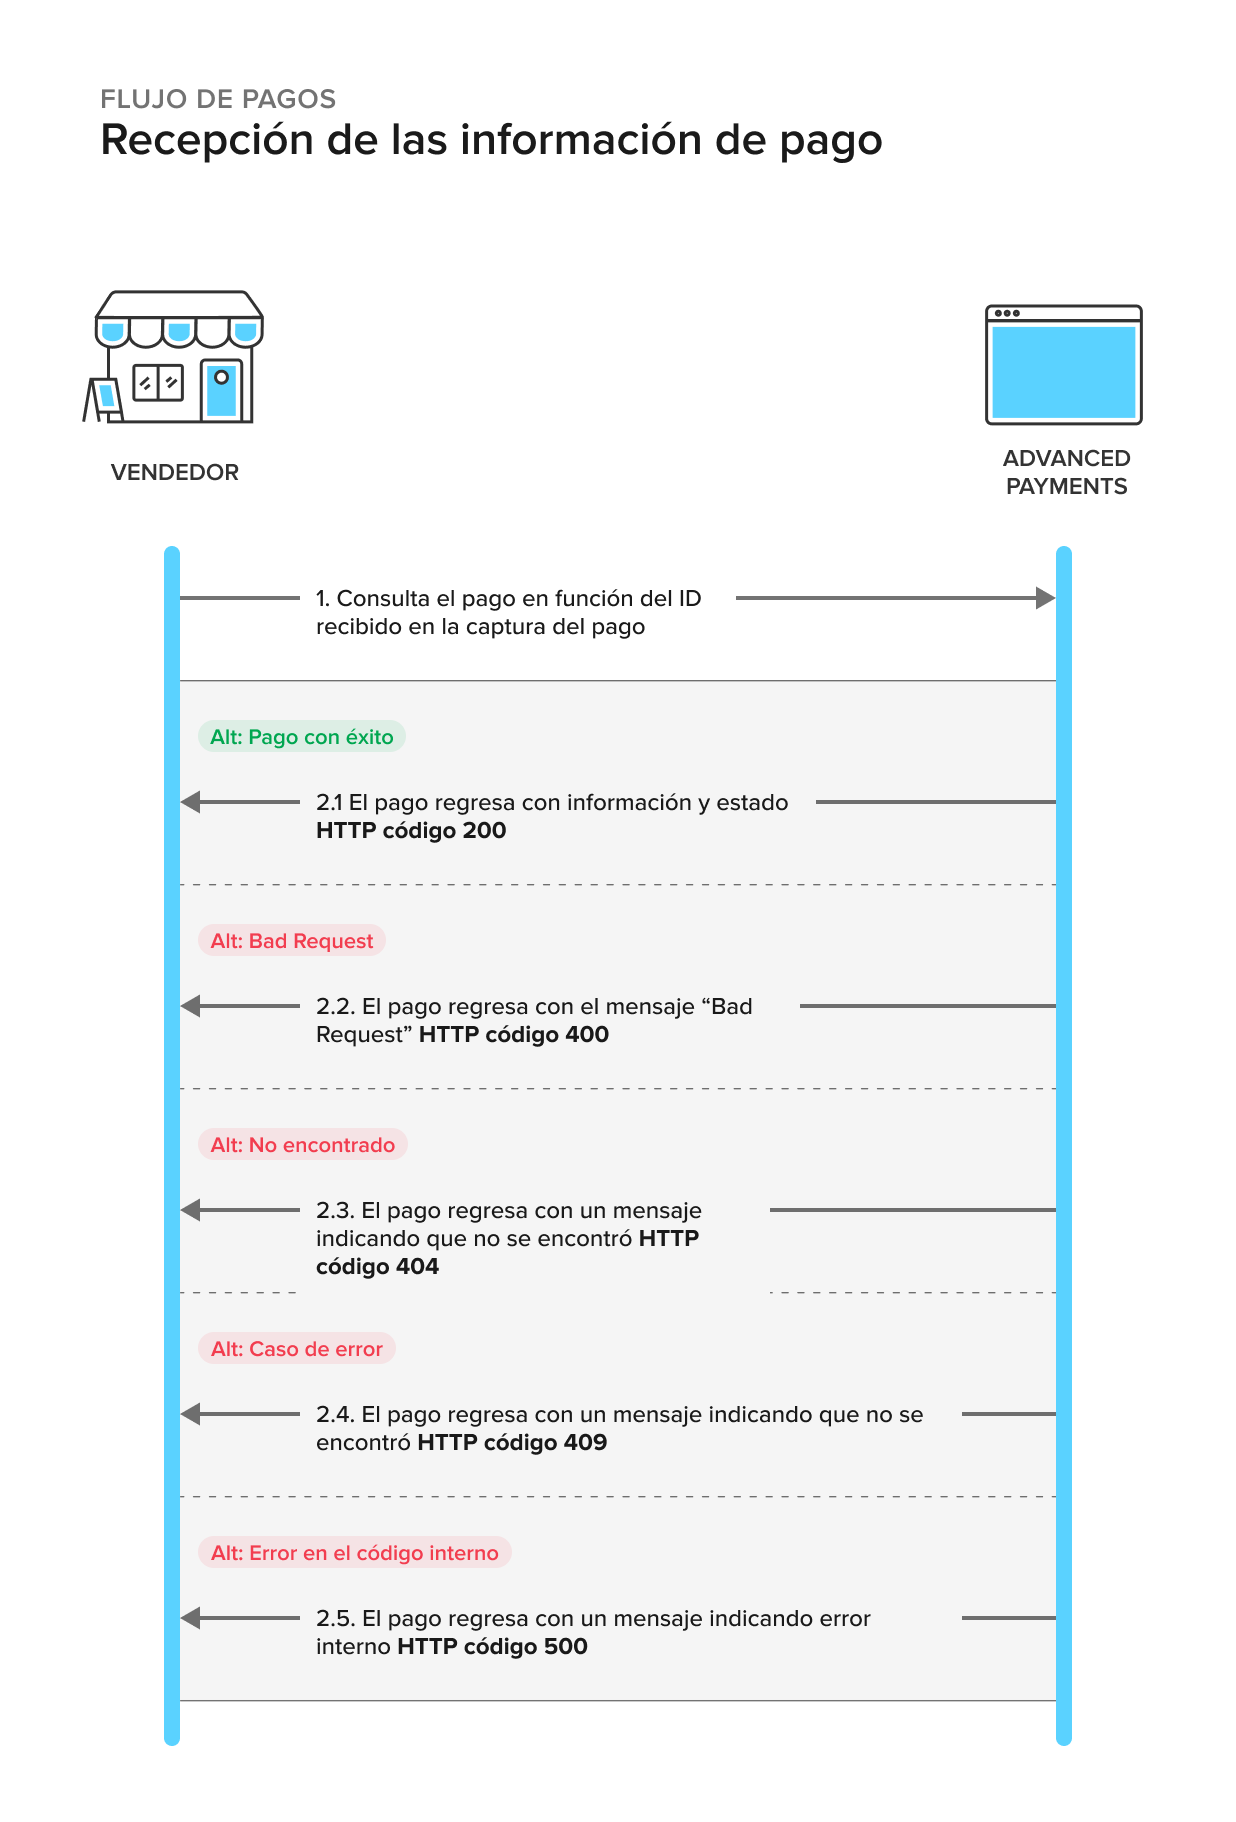 FLUJO DE PAGOS
Recepción de las información de pago
VENDEDOR
ADVANCED
PAYMENTS
1. Consulta el pago en función del ID
recibido en la captura del pago
Alt: Pago con éxito
2.1 El pago regresa con información y estado
HTTP código 200
Alt: Bad Request
2.2. El pago regresa con el mensaje “Bad
Request” HTTP código 400
Alt: No encontrado
2.3. El pago regresa con un mensaje
indicando que no se encontró HTTP
código 404
Alt: Caso de error
2.4. El pago regresa con un mensaje indicando que no se
encontró HTTP código 409
Alt: Error en el código interno
2.5. El pago regresa con un mensaje indicando error
interno HTTP código 500